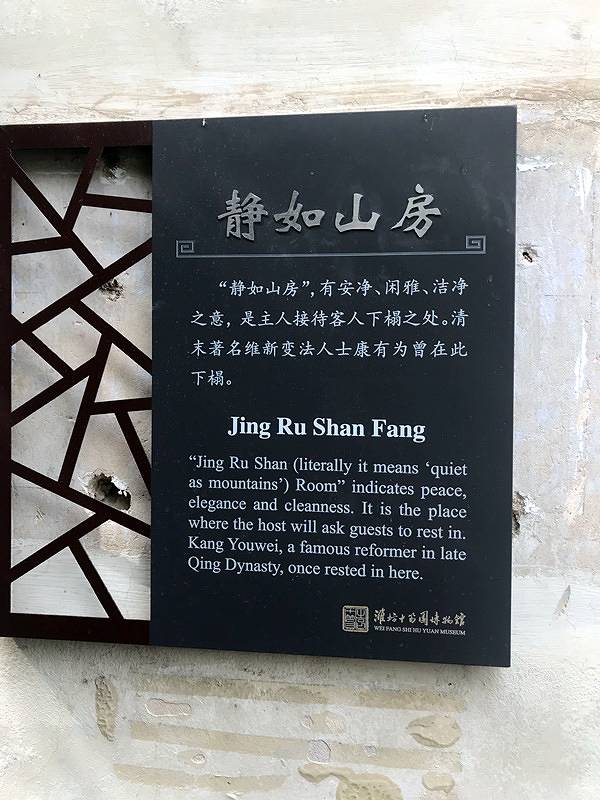 静如山房
“静如山房”，有安净、闲雅、洁净
之意，是主人接待客人下榻之处。清
末著名维新变法人士康有为曾在此
下榻。
Jing Ru Shan Fang
“Jing Ru Shan (literally it means ‘quiet
as mountains’) Room” indicates peace,
elegance and cleanness. It is the place
where the host will ask guests to rest in.
Kang Youwei, a famous reformer in late
Qing Dynasty, once rested in here.
潍坊十笏园博物馆
WEI FANG SHI HU YUAN MUSEUM